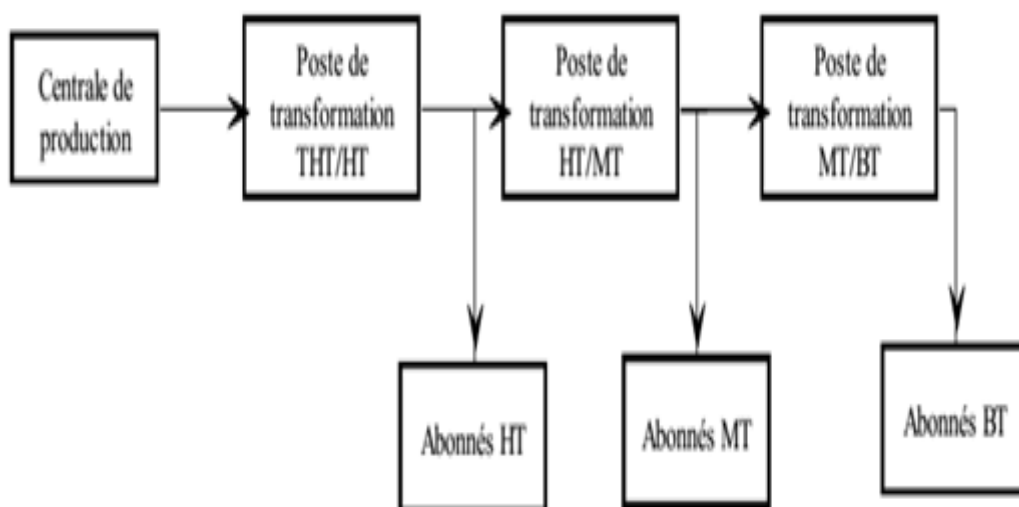 Centrale de
production
Poste de
transformation
THT/HT
Poste de
transformation
HT/MT
Poste de
transformation
MT/BT
Abonnés HT
Abonnés MT
Abonnés BT